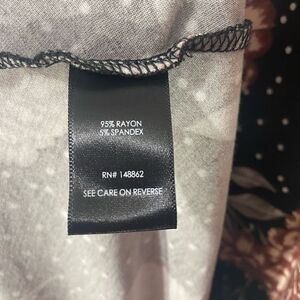 95% RAYON
5% SPANDEX
RN# 148862
SEE CARE ON REVERSE